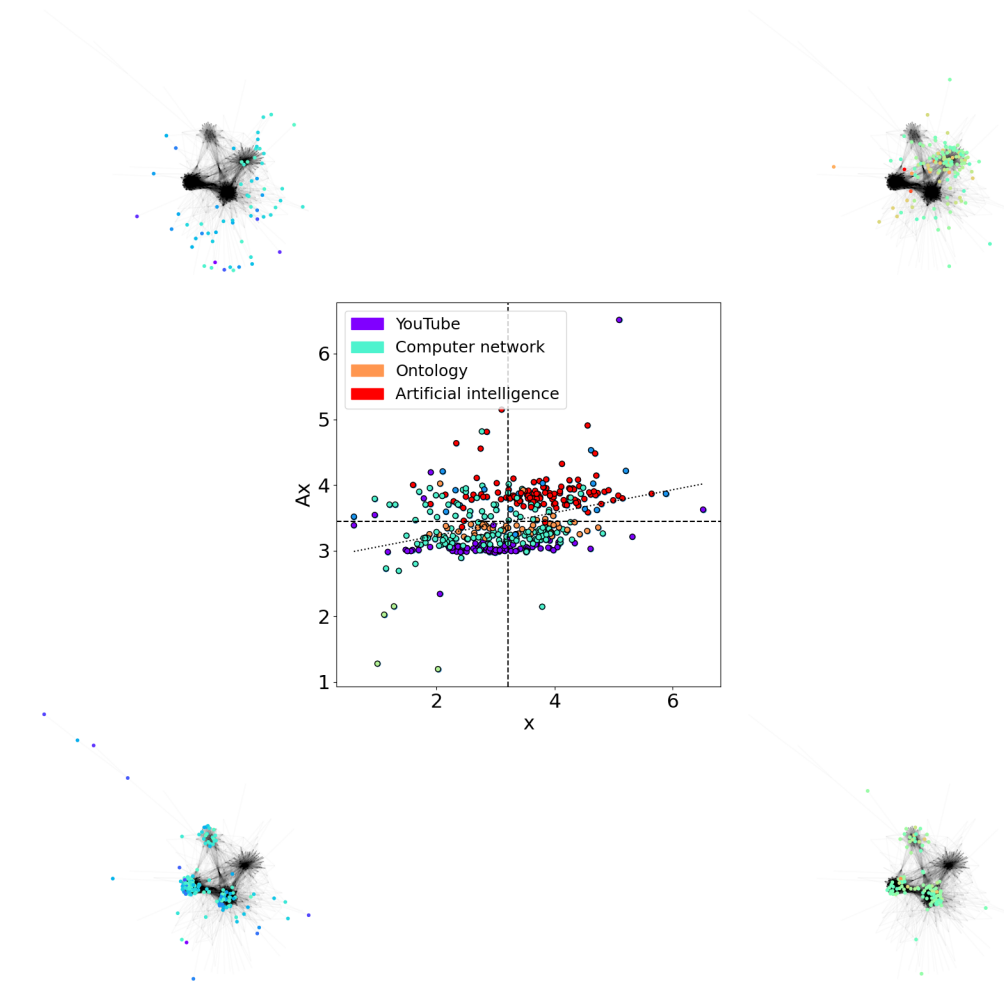 YouTube
Computer network
Ontology
Artificial intelligence
6
5
4
3
2
1
Ax
2 4 6
x